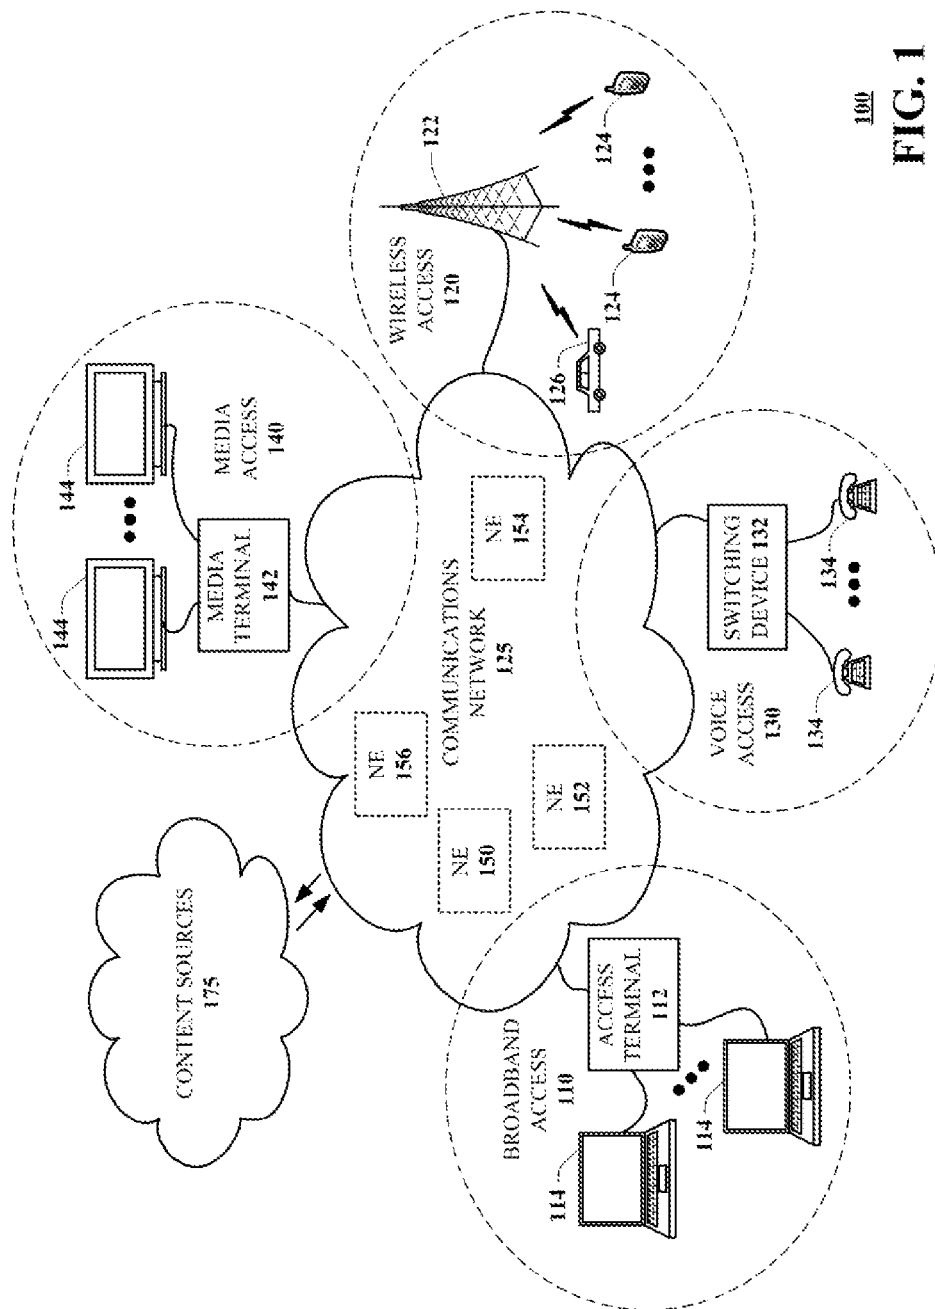 CONTENT SOURCES
175
144
144
MEDIA
TERMINAL
142
MEDIA
ACCESS
140
WIRELESS
ACCESS
120
122
124
124
126
NE
156
NE
150
NE
152
NE
154
COMMUNICATIONS
NETWORK
125
BROADBAND
ACCESS
110
ACCESS
TERMINAL
112
114
114
VOICE
ACCESS
130
SWITCHING
DEVICE 132
134
134
100
FIG. 1